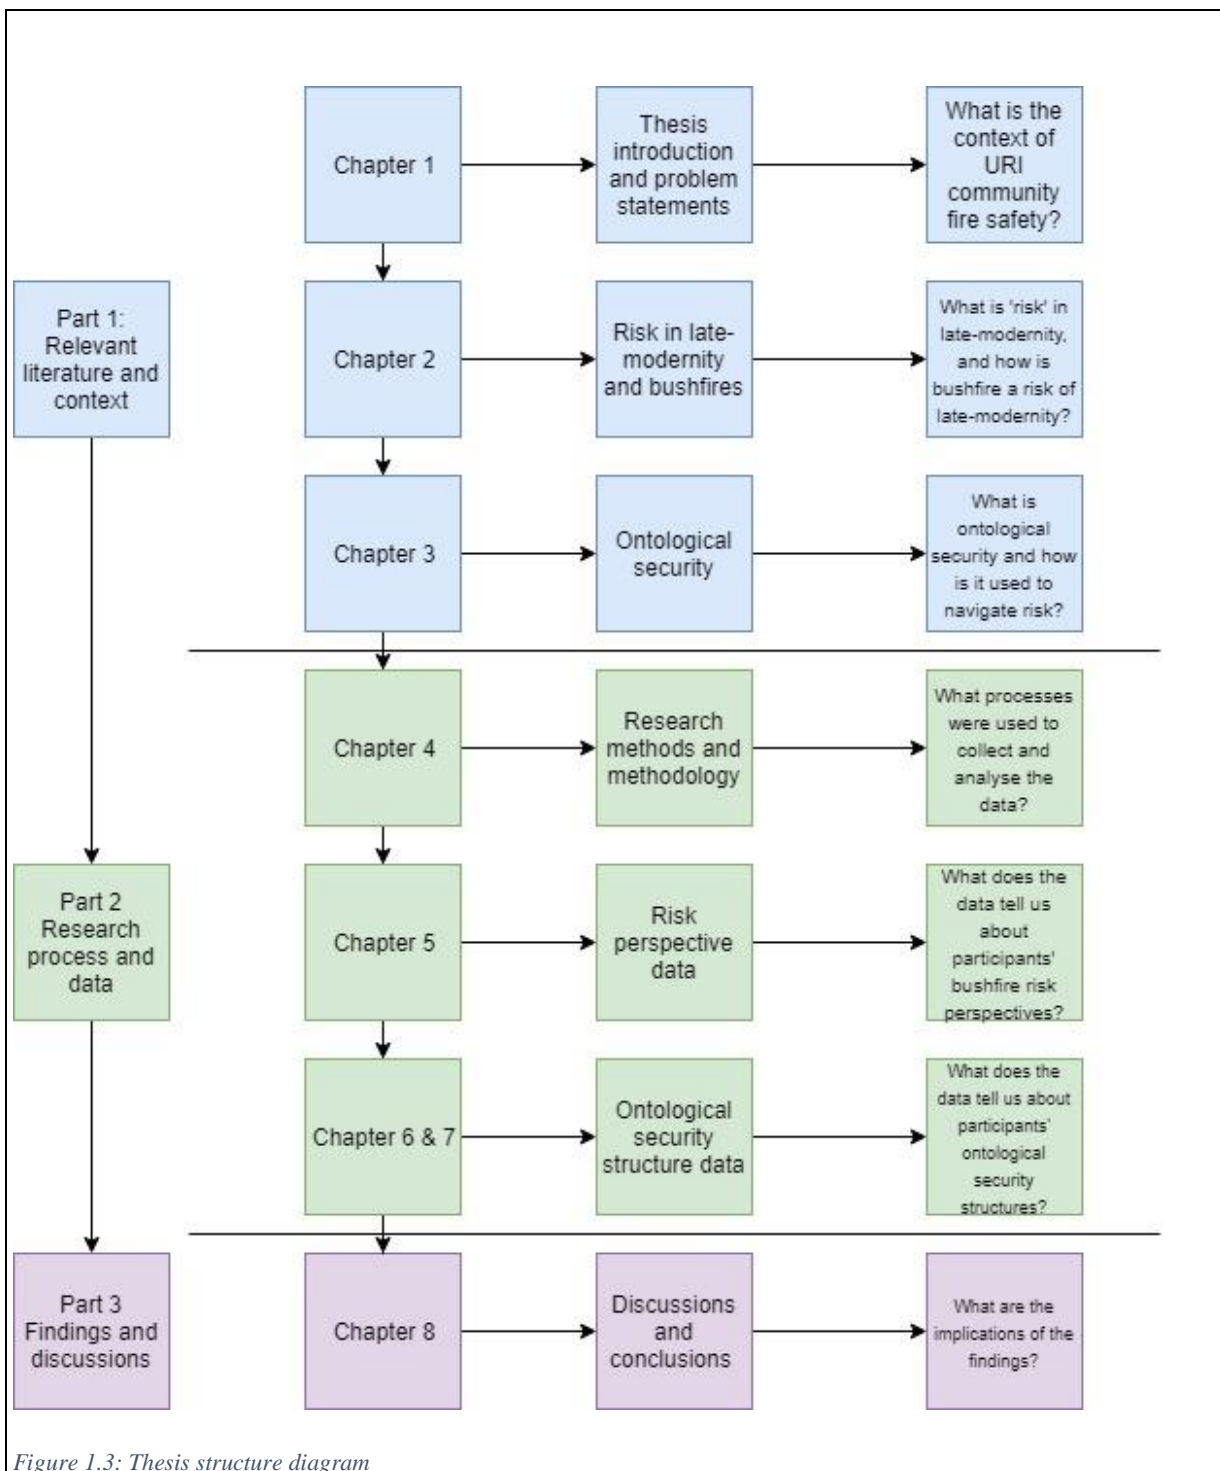 Chapter 1
Thesis
introduction
and problem
statements
What is the
context of
URI
community
fire safety?
Part 1:
Relevant
literature and
context
Chapter 2
Risk in late-
modernity
and bushfires
What is 'risk' in
late-modernity,
and how is
bushfire a risk of
late-modernity?
Chapter 3
Ontological
security
What is
ontological
security and how
is it used to
navigate risk?
Chapter 4
Research
methods and
methodology
What processes
were used to
collect and
analyse the
data?
Part 2
Research
process and
data
Chapter 5
Risk
perspective
data
What does the
data tell us
about
participants'
bushfire risk
perspectives?
Chapter 6 & 7
Ontological
security
structure data
What does the
data tell us about
participants'
ontological
security
structures?
Part 3
Findings and
discussions
Chapter 8
Discussions
and
conclusions
What are the
implications of the
findings?
Figure 1.3: Thesis structure diagram